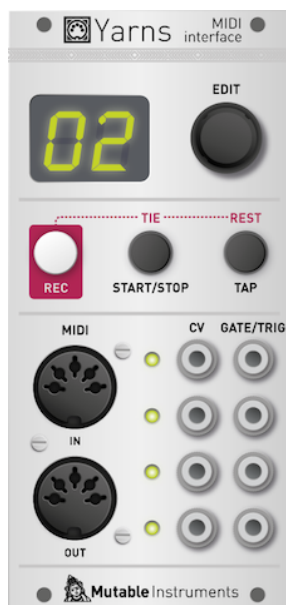 Yarns
MIDI
interface
EDIT
02
TIE
REST
REC
START/STOP
TAP
MIDI
CV
GATE/TRIG
IN
OUT
Mutable Instruments